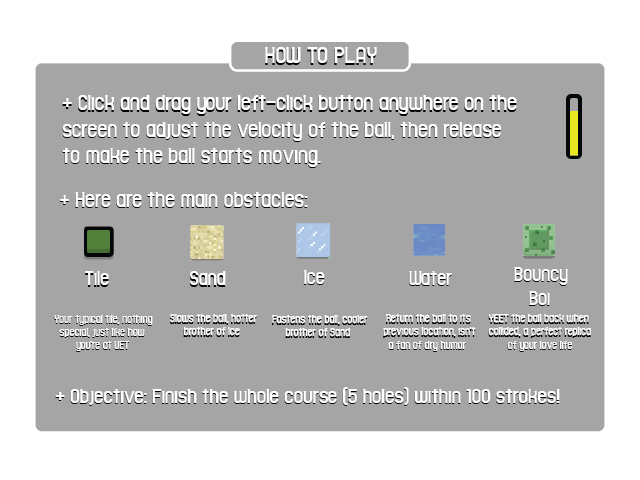 HOW TO PLAY
+ Click and drag your left-click button anywhere on the
screen to adjust the velocity of the ball, then release
to make the ball starts moving.
+ Here are the main obstacles:
Tile
Your typical tile, nothing
special, just like how
you're at UET
Sand
Slows the ball, hotter
brother of Ice
Ice
Fastens the ball, cooler
brother of Sand
Water
Return the ball to its
previous location, isn't
a fan of dry humor
Bouncy
Boi
YEET the ball back when
collided, a perfect replica
of your love life
+ Objective: Finish the whole course (5 holes) within 100 strokes!